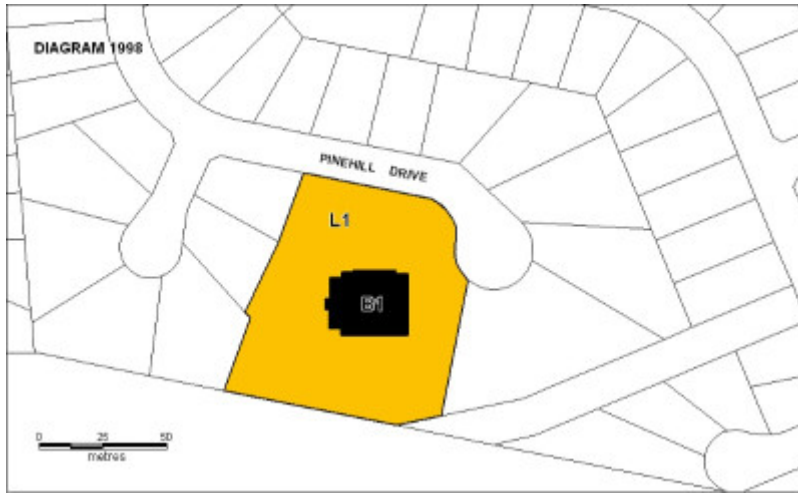 DIAGRAM 1998
PINEHILL DRIVE
L1
B1
0 25 50
metres